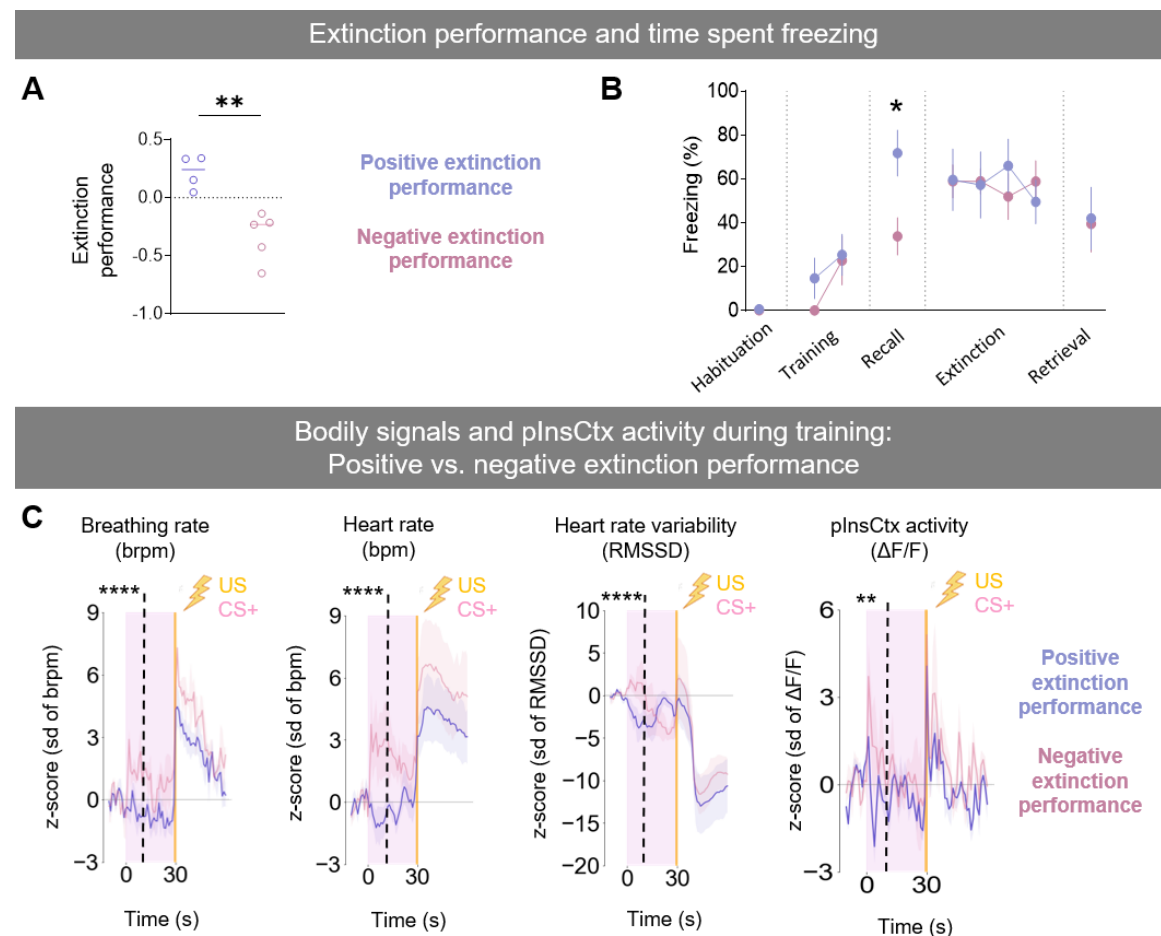 Extinction performance and time spent freezing
A
**
0.5
0.0
-0.5
-1.0
Extinction
performance
Positive extinction
performance
Negative extinction
performance
B
*
100
80
60
40
20
0
Freezing (%)
Habituation
Training
Recall
Extinction
Retrieval
Bodily signals and pInsCtx activity during training:
Positive vs. negative extinction performance
C
Breathing rate
(brpm)
****
US
CS+
9
6
3
0
−3
z-score (sd of brpm)
0
30
Time (s)
Heart rate
(bpm)
****
US
CS+
9
6
3
0
−3
z-score (sd of bpm)
0
30
Time (s)
Heart rate variability
(RMSSD)
****
US
CS+
10
5
0
−5
−10
−15
−20
z-score (sd of RMSSD)
0
30
Time (s)
pInsCtx activity
(ΔF/F)
**
US
CS+
6
3
0
−3
z-score (sd of ΔF/F)
0
30
Time (s)
Positive
extinction
performance
Negative
extinction
performance